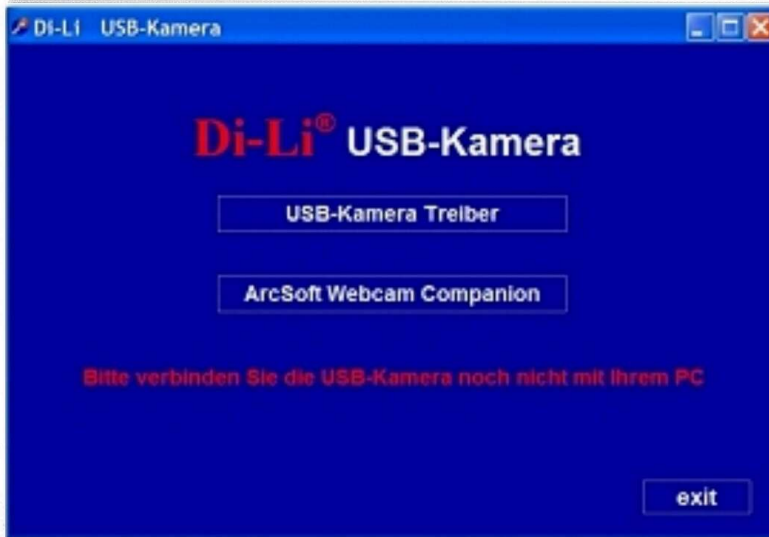 Di-Li USB-Kamera
Di-Li® USB-Kamera
USB-Kamera Treiber
ArcSoft Webcam Companion
Bitte verbinden Sie die USB-Kamera noch nicht mit Ihrem PC
exit